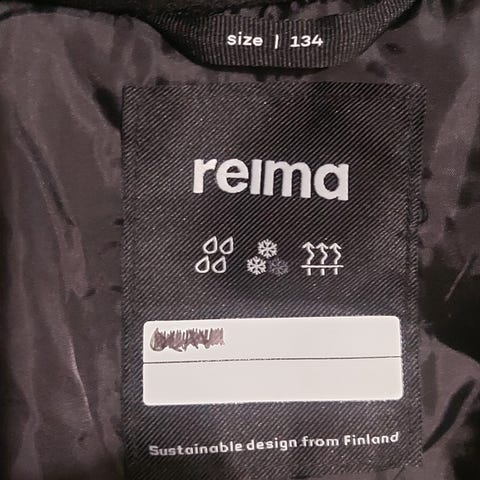 Size | 134
reima
Sustainable design from Finland